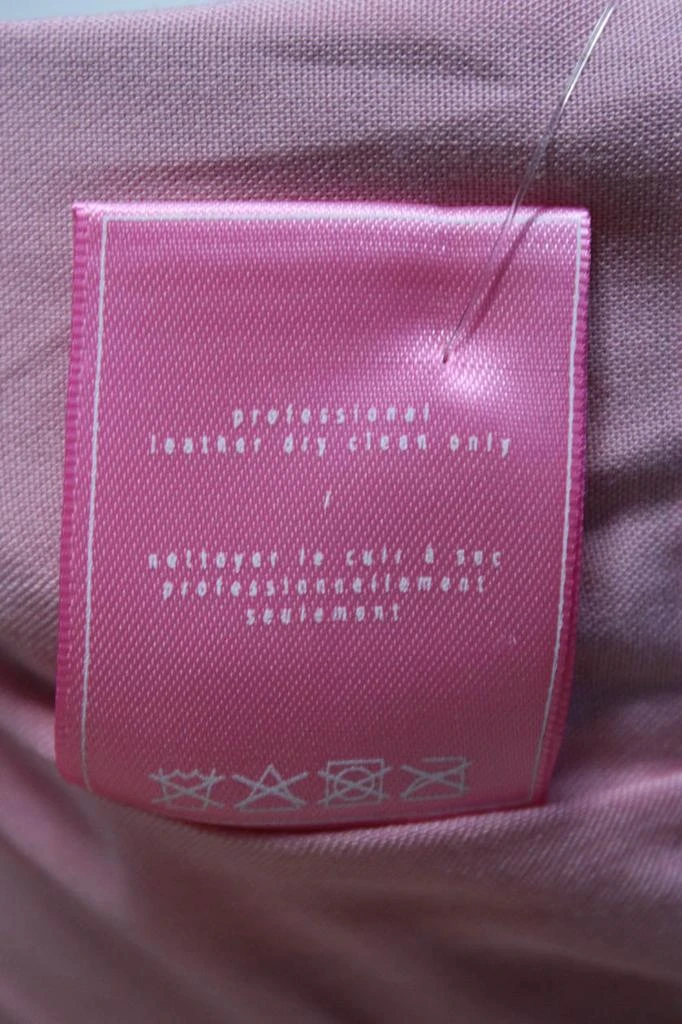 professional
leather dry clean only
/
nettoyer le cuir à sec
professionnellement
seulement